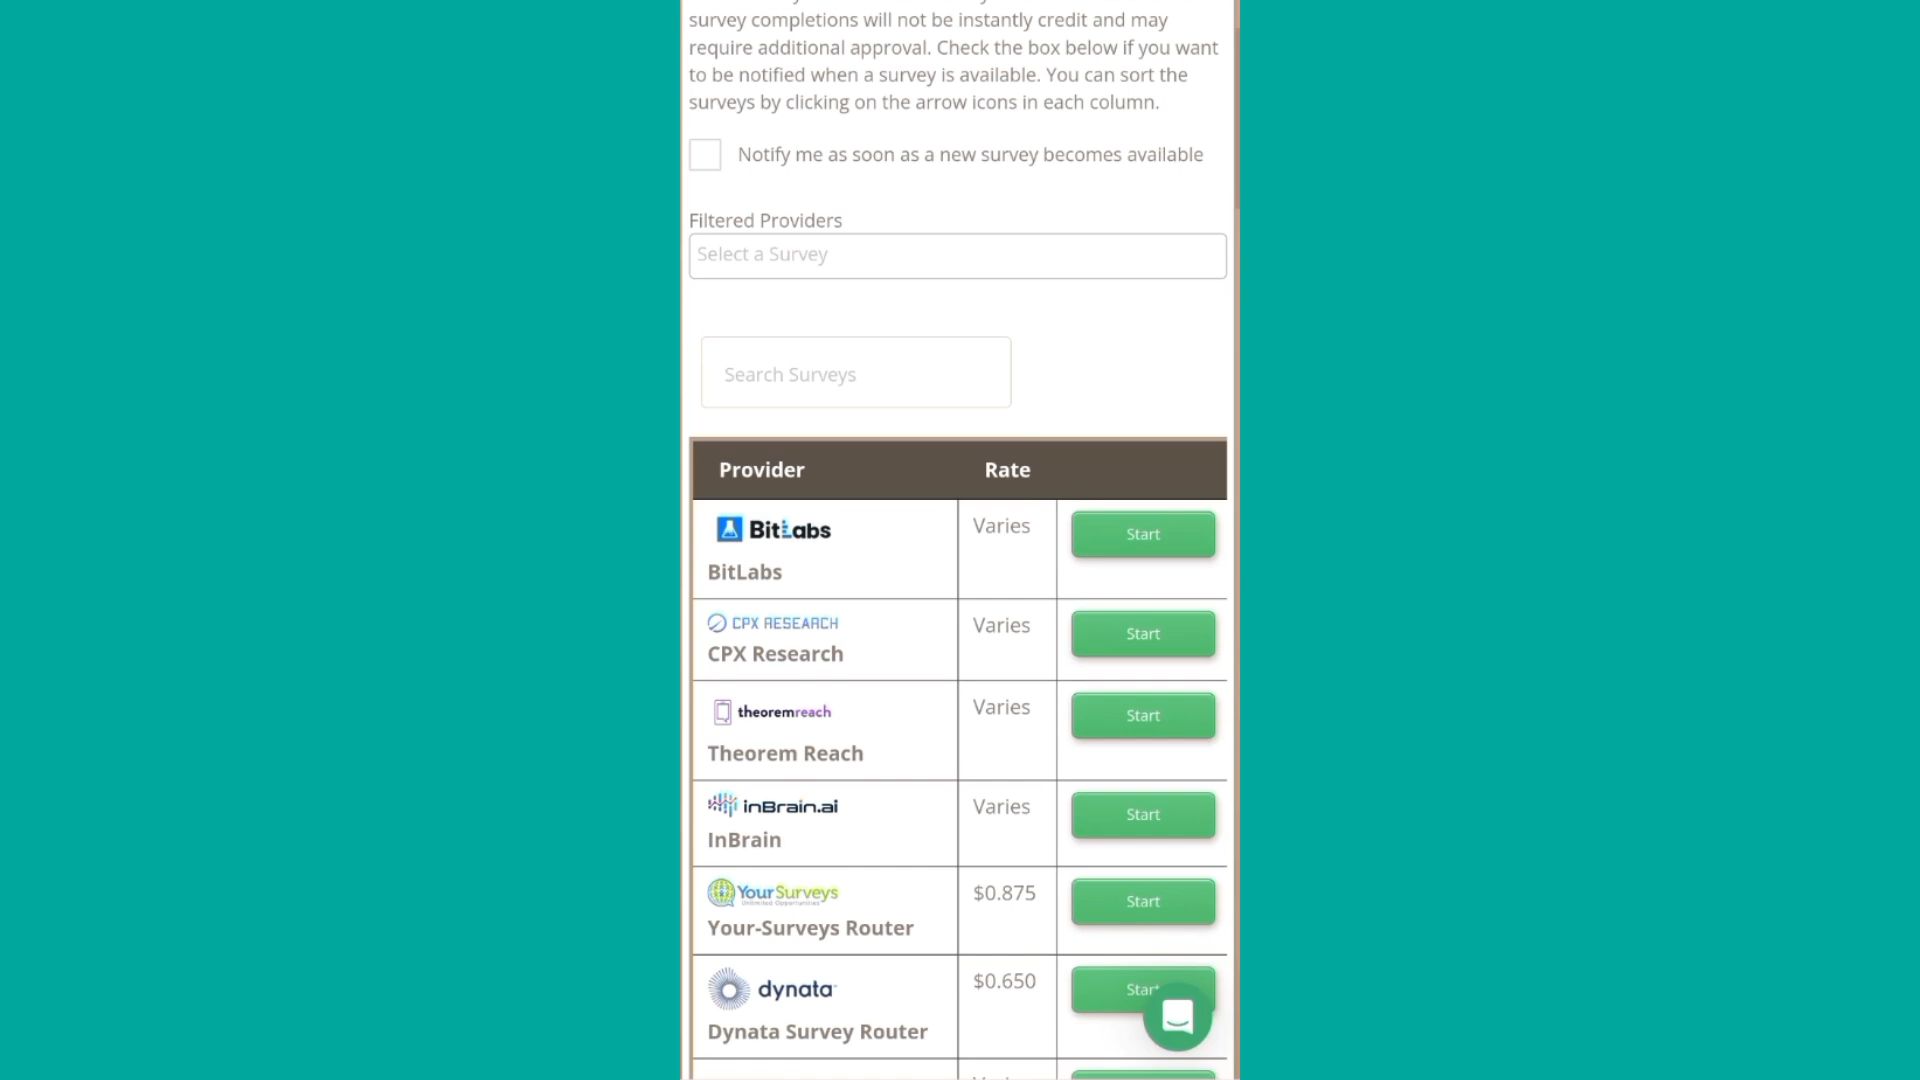 survey completions will not be instantly credit and may
require additional approval. Check the box below if you want
to be notified when a survey is available. You can sort the
surveys by clicking on the arrow icons in each column.
Notify me as soon as a new survey becomes available
Filtered Providers
Select a Survey
Search Surveys
Provider Rate
BitLabs Varies Start
BitLabs
CPX RESEARCH Varies Start
CPX Research
theoremreach Varies Start
Theorem Reach
inBrain.ai Varies Start
InBrain
YourSurveys $0.875 Start
Unlimited Opportunities
Your-Surveys Router
dynata $0.650 Start
Dynata Survey Router